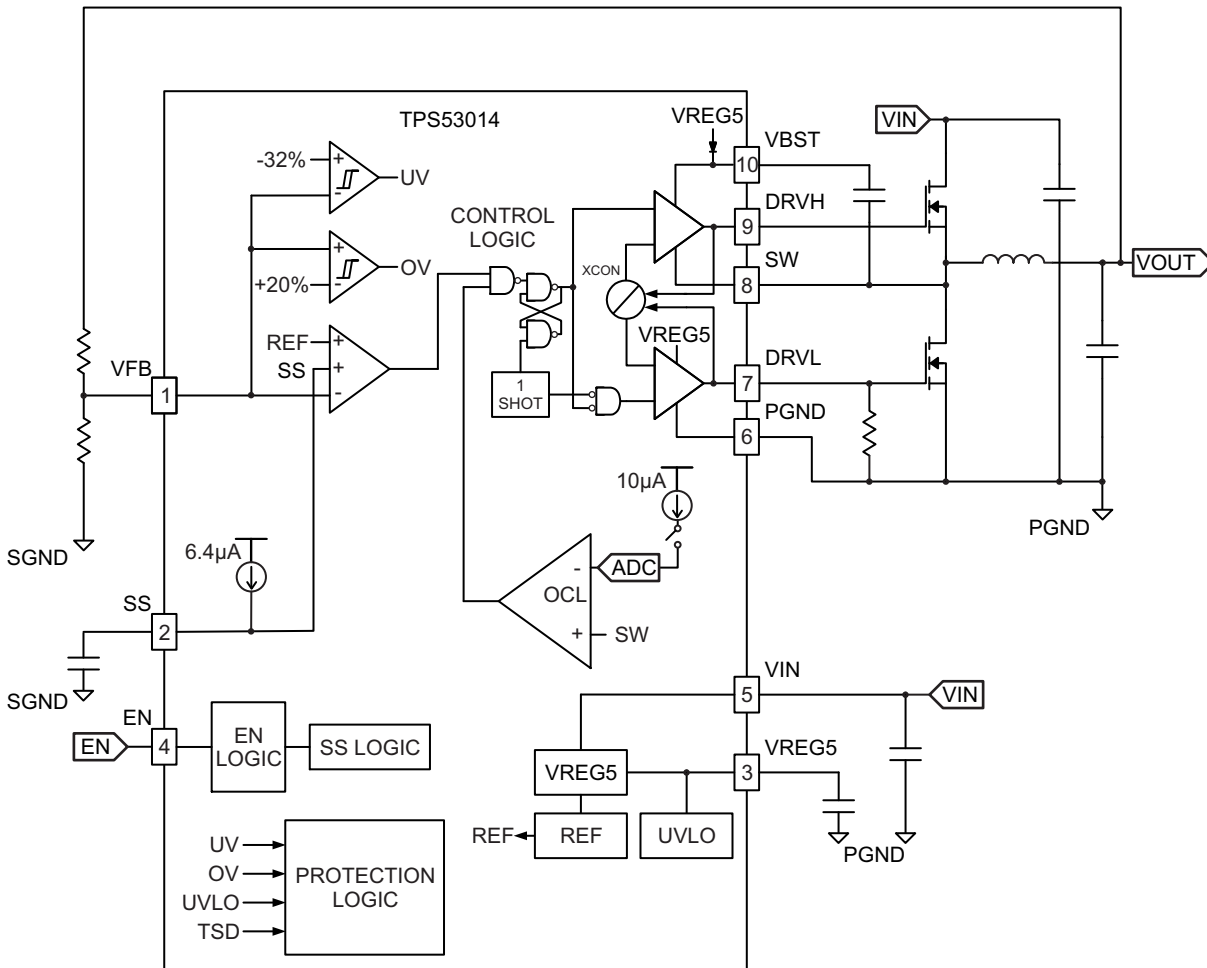 TPS53014
VREG5
VIN
VBST
10
-32%
+
-
UV
DRVH
9
CONTROL
LOGIC
+
-
OV
+20%
XCON
SW
8
VOUT
REF
+
SS
+
-
VREG5
VFB
1
DRVL
7
1
SHOT
PGND
6
10µA
PGND
SGND
6.4µA
-
ADC
OCL
+
SW
SS
2
SGND
VIN
5
VIN
EN
EN
4
EN
LOGIC
SS LOGIC
VREG5
VREG5
3
REF
REF
UVLO
PGND
UV
OV
UVLO
TSD
PROTECTION
LOGIC